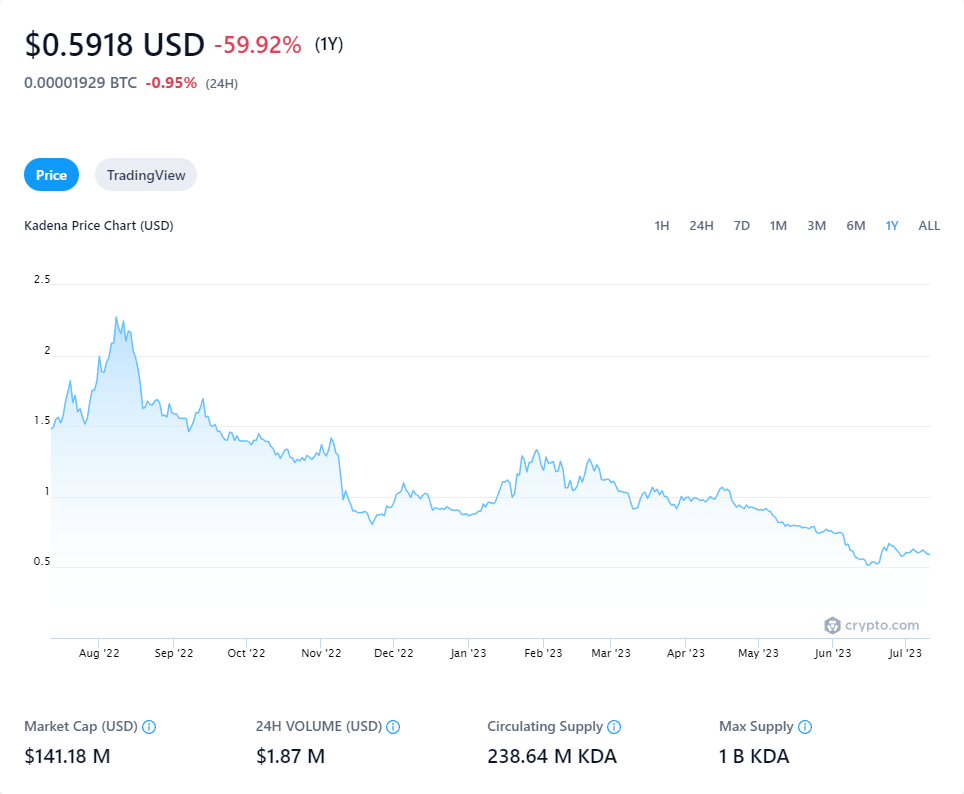 $0.5918 USD -59.92% (1Y)
0.00001929 BTC -0.95% (24H)
Price TradingView
Kadena Price Chart (USD) 1H 24H 7D 1M 3M 6M 1Y ALL
2.5
2
1.5
1
0.5
crypto.com
Aug '22 Sep '22 Oct '22 Nov '22 Dec '22 Jan '23 Feb '23 Mar '23 Apr '23 May '23 Jun '23 Jul '23
Market Cap (USD) 24H VOLUME (USD) Circulating Supply Max Supply
$141.18 M $1.87 M 238.64 M KDA 1 B KDA